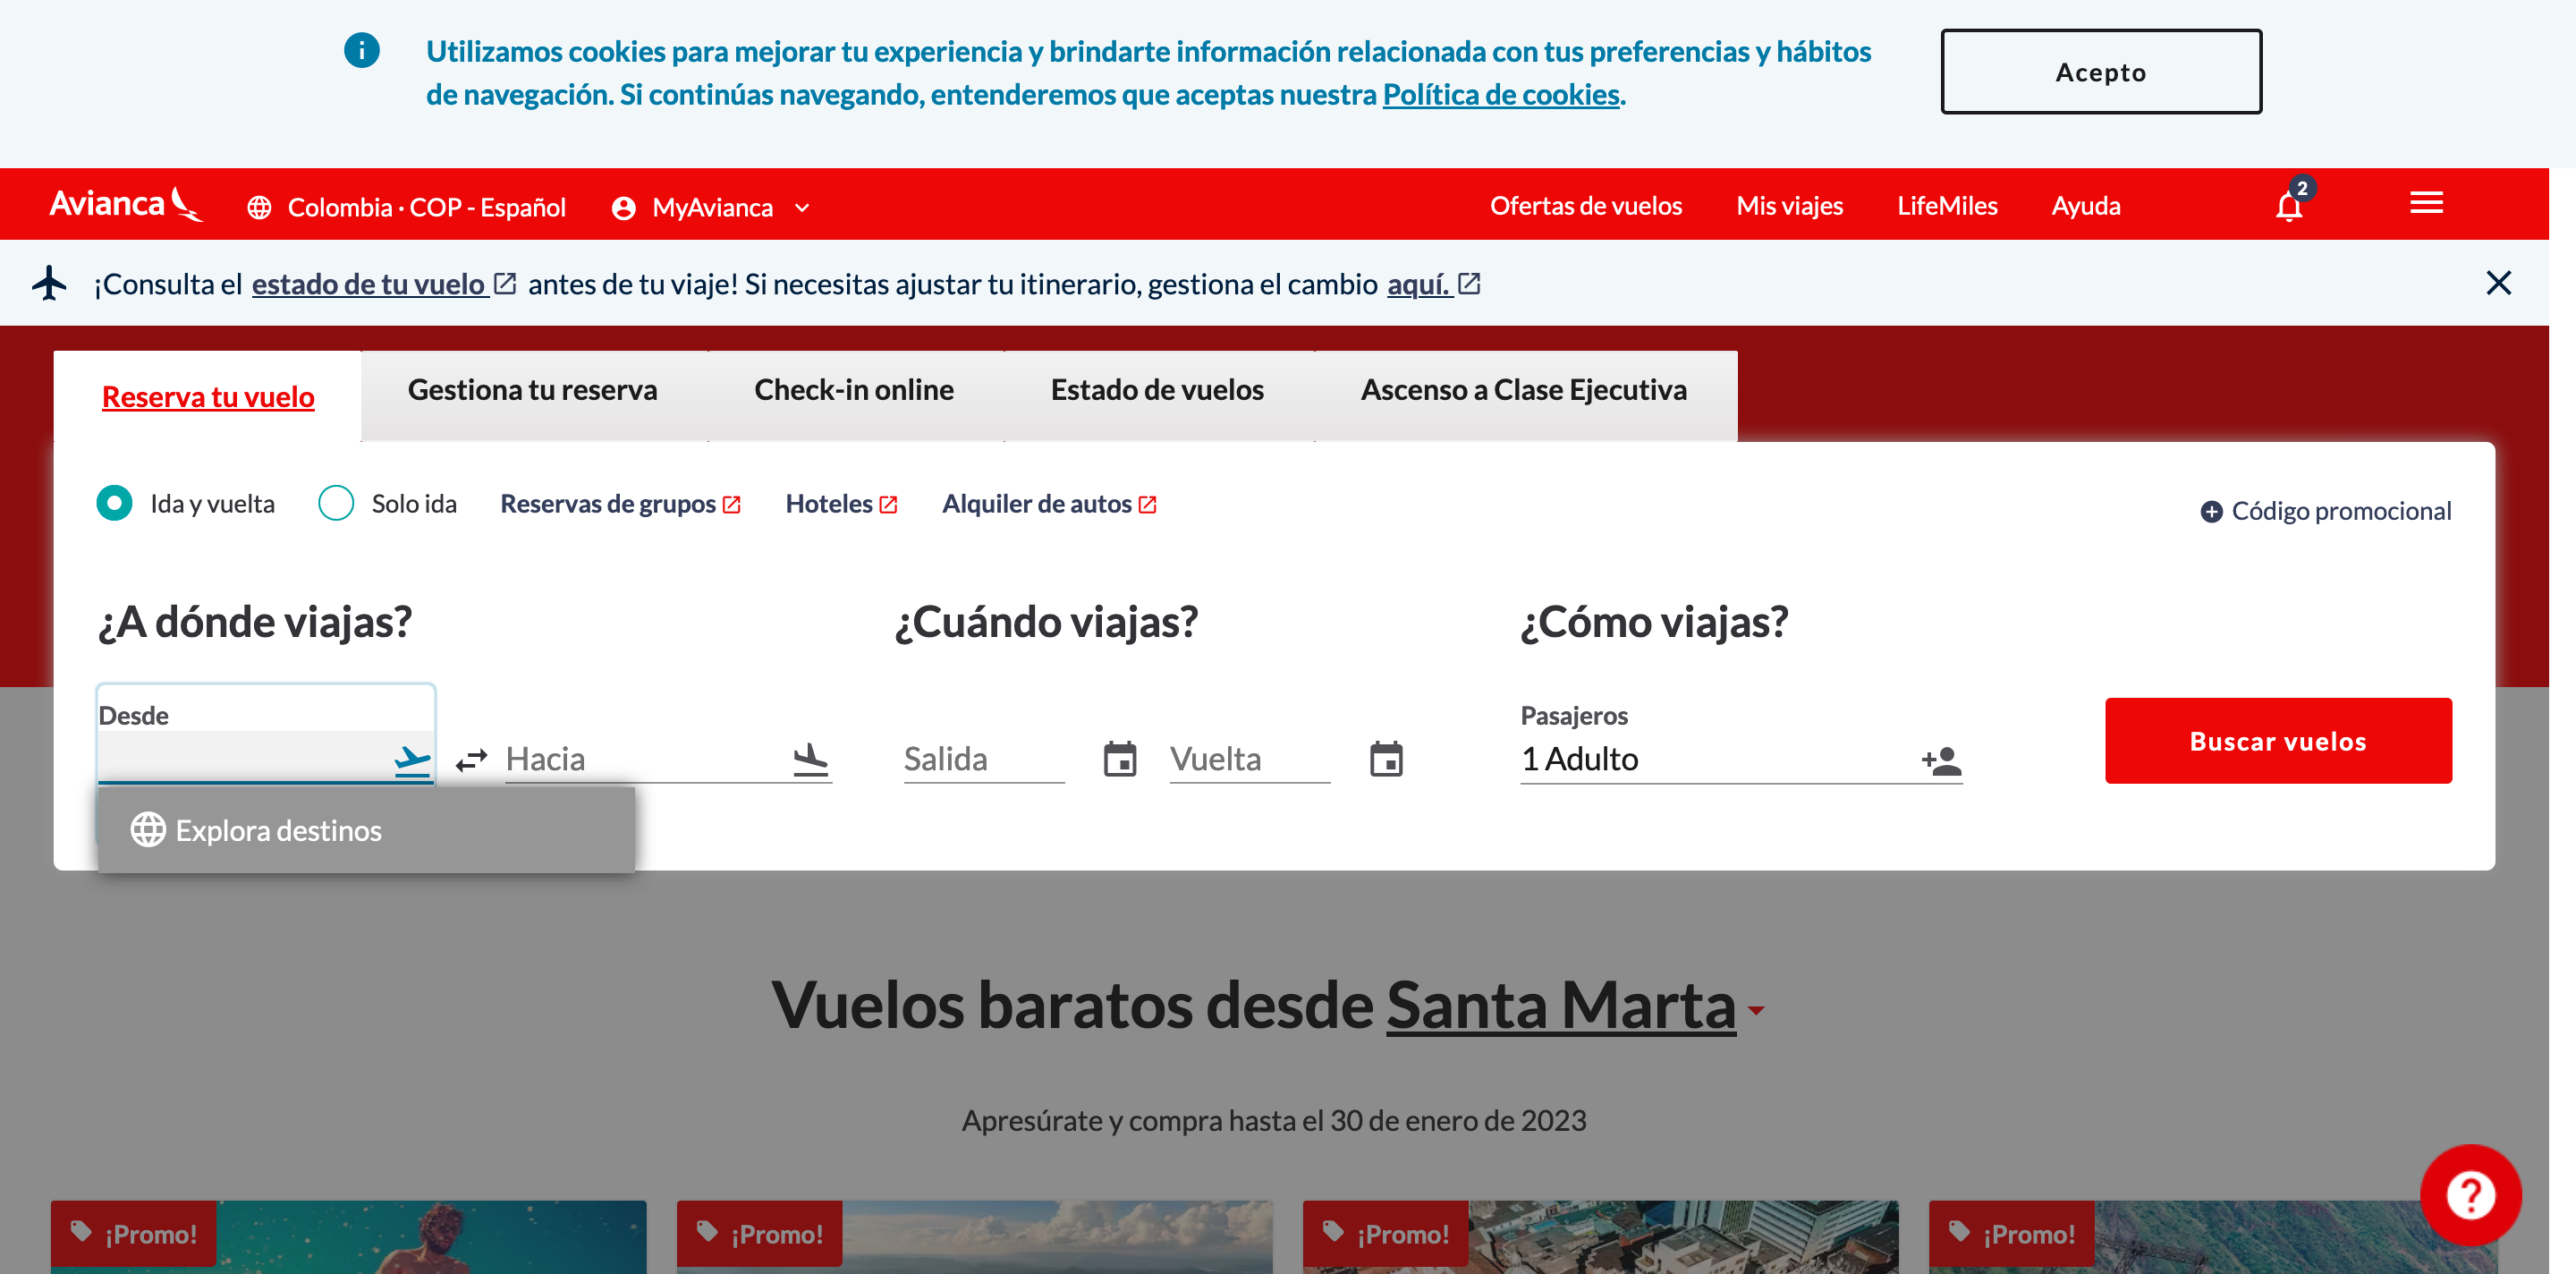 Utilizamos cookies para mejorar tu experiencia y brindarte información relacionada con tus preferencias y hábitos
de navegación. Si continúas navegando, entenderemos que aceptas nuestra Política de cookies.
Acepto
Avianca
Colombia · COP - Español
MyAvianca
Ofertas de vuelos
Mis viajes
LifeMiles
Ayuda
2
¡Consulta el estado de tu vuelo antes de tu viaje! Si necesitas ajustar tu itinerario, gestiona el cambio aquí.
Reserva tu vuelo
Gestiona tu reserva
Check-in online
Estado de vuelos
Ascenso a Clase Ejecutiva
Ida y vuelta
Solo ida
Reservas de grupos
Hoteles
Alquiler de autos
Código promocional
¿A dónde viajas?
¿Cuándo viajas?
¿Cómo viajas?
Desde
Hacia
Salida
Vuelta
Pasajeros
1 Adulto
Buscar vuelos
Explora destinos
Vuelos baratos desde Santa Marta
Apresúrate y compra hasta el 30 de enero de 2023
¡Promo!
¡Promo!
¡Promo!
¡Promo!